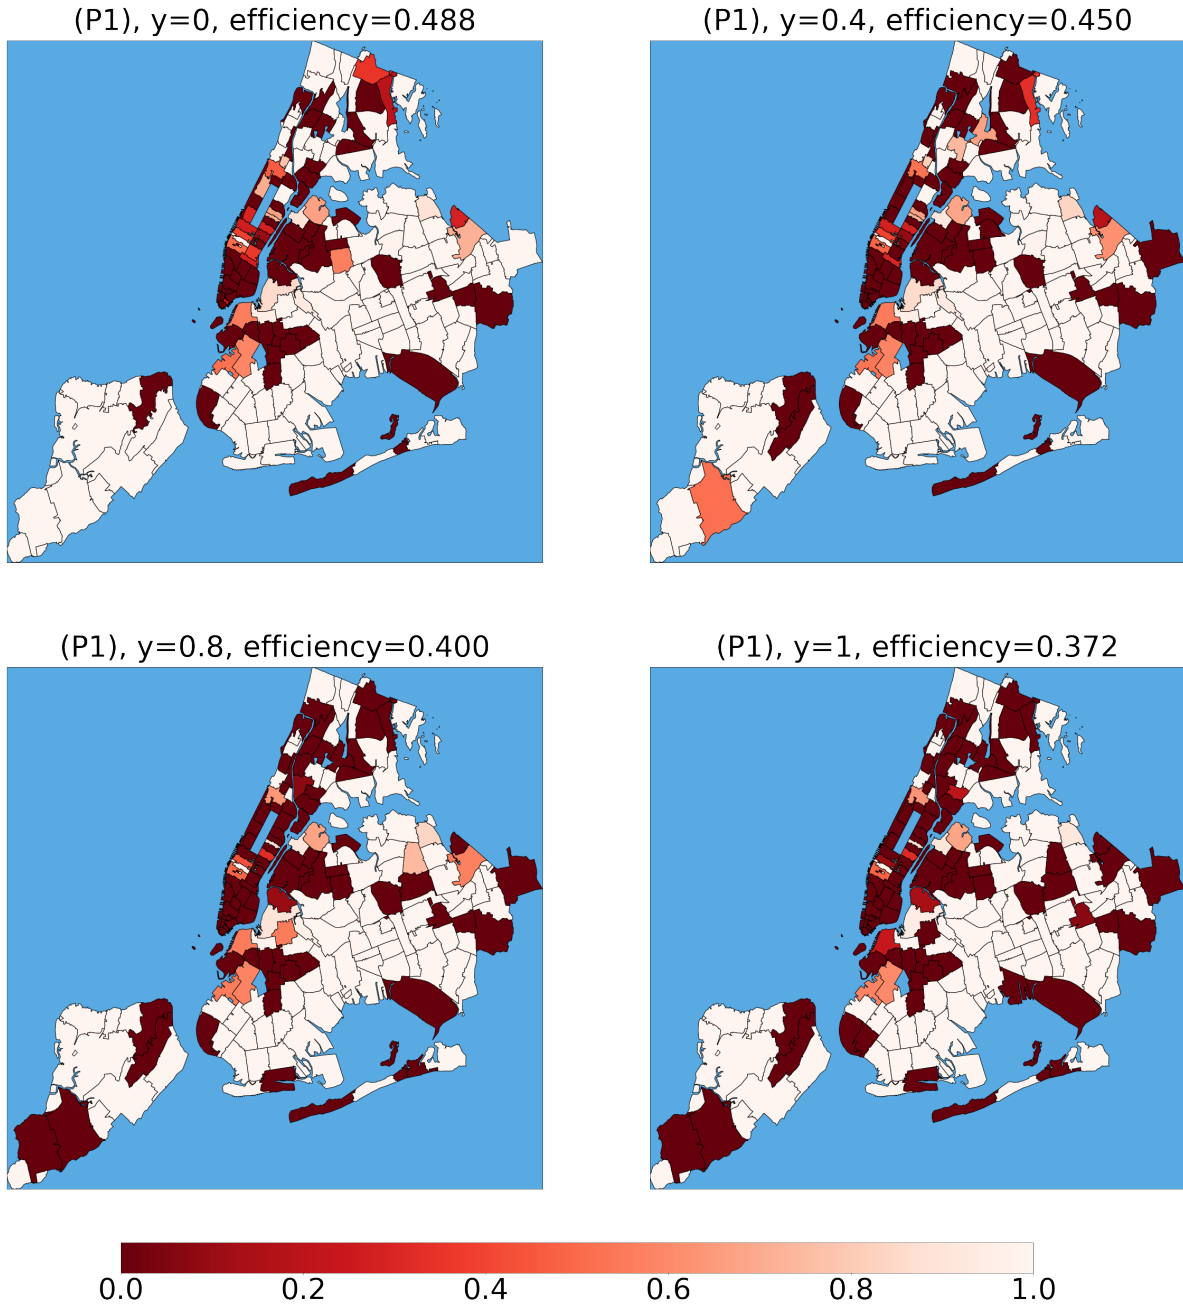 (P1), y=0, efficiency=0.488
(P1), y=0.4, efficiency=0.450
(P1), y=0.8, efficiency=0.400
(P1), y=1, efficiency=0.372
0.0 0.2 0.4 0.6 0.8 1.0